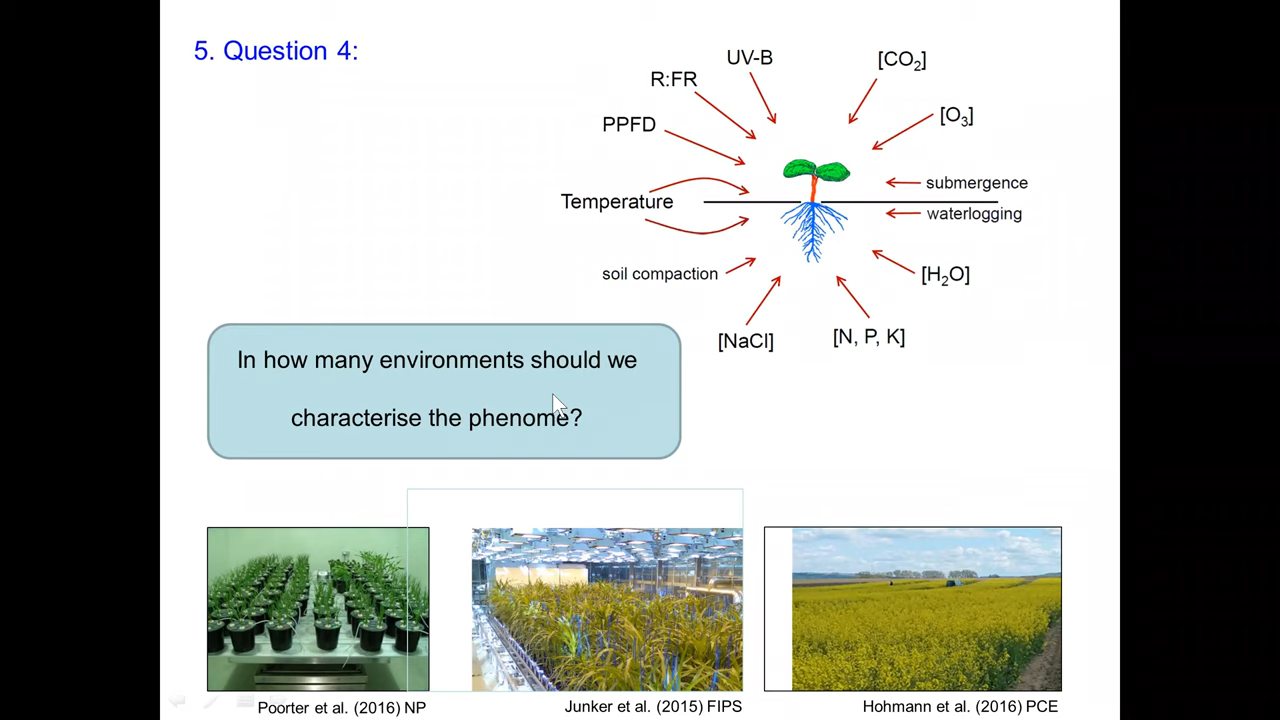 5. Question 4:
UV-B
[CO₂]
R:FR
[O₃]
PPFD
submergence
Temperature
waterlogging
soil compaction
[H₂O]
[NaCl]
[N, P, K]
In how many environments should we
characterise the phenome?
Poorter et al. (2016) NP
Junker et al. (2015) FIPS
Hohmann et al. (2016) PCE